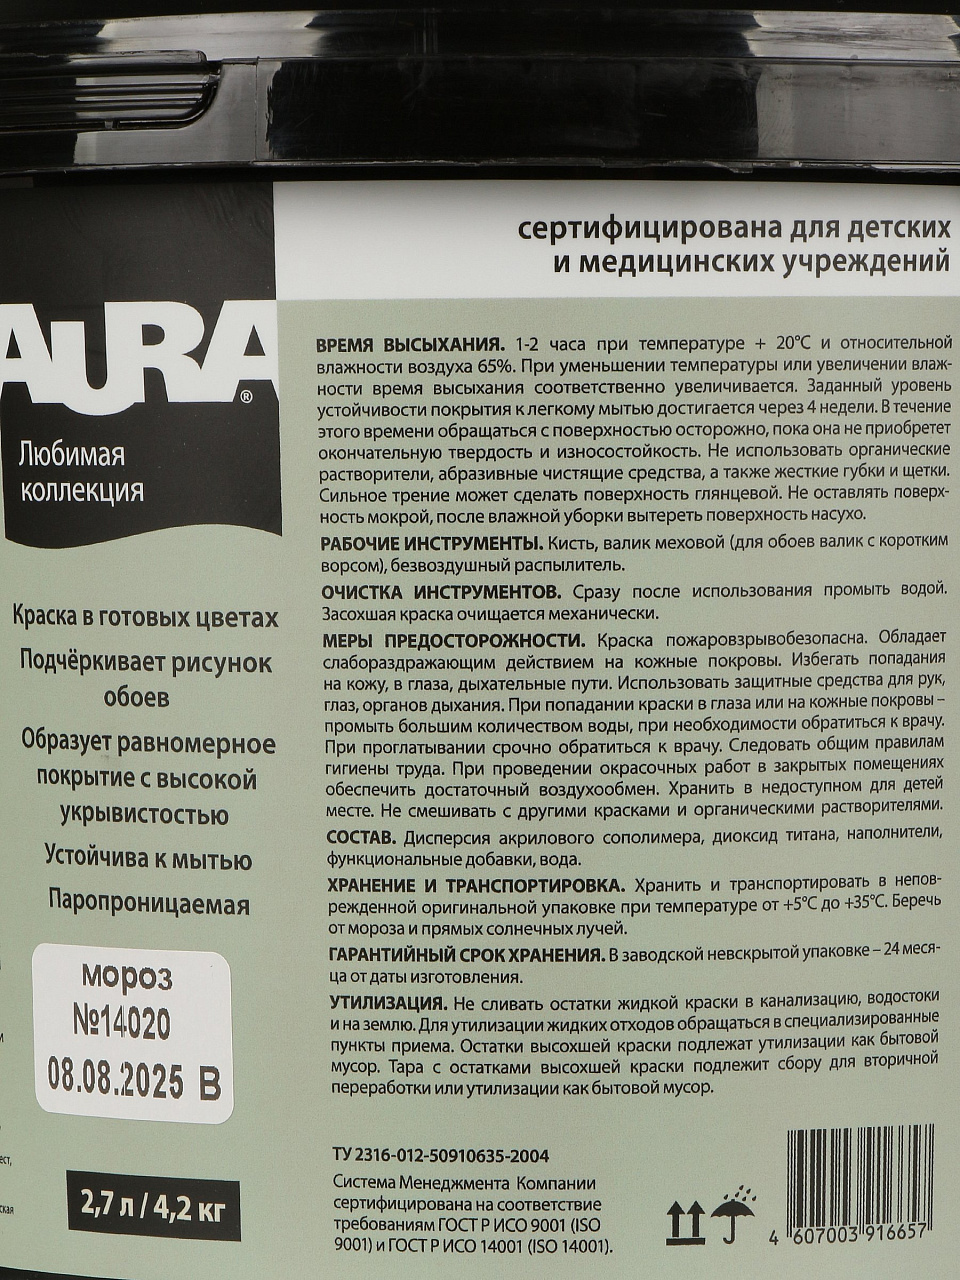 сертифицирована для детских
и медицинских учреждений
AURA®
Любимая
коллекция
Краска в готовых цветах
Подчёркивает рисунок
обоев
Образует равномерное
покрытие с высокой
укрывистостью
Устойчива к мытью
Паропроницаемая
мороз
№14020
08.08.2025 В
2,7 л / 4,2 кг
ВРЕМЯ ВЫСЫХАНИЯ. 1-2 часа при температуре + 20°С и относительной
влажности воздуха 65%. При уменьшении температуры или увеличении влаж-
ности время высыхания соответственно увеличивается. Заданный уровень
устойчивости покрытия к легкому мытью достигается через 4 недели. В течение
этого времени обращаться с поверхностью осторожно, пока она не приобретет
окончательную твердость и износостойкость. Не использовать органические
растворители, абразивные чистящие средства, а также жесткие губки и щетки.
Сильное трение может сделать поверхность глянцевой. Не оставлять поверх-
ность мокрой, после влажной уборки вытереть поверхность насухо.
РАБОЧИЕ ИНСТРУМЕНТЫ. Кисть, валик меховой (для обоев валик с коротким
ворсом), безвоздушный распылитель.
ОЧИСТКА ИНСТРУМЕНТОВ. Сразу после использования промыть водой.
Засохшая краска очищается механически.
МЕРЫ ПРЕДОСТОРОЖНОСТИ. Краска пожаровзрывобезопасна. Обладает
слабораздражающим действием на кожные покровы. Избегать попадания
на кожу, в глаза, дыхательные пути. Использовать защитные средства для рук,
глаз, органов дыхания. При попадании краски в глаза или на кожные покровы –
промыть большим количеством воды, при необходимости обратиться к врачу.
При проглатывании срочно обратиться к врачу. Следовать общим правилам
гигиены труда. При проведении окрасочных работ в закрытых помещениях
обеспечить достаточный воздухообмен. Хранить в недоступном для детей
месте. Не смешивать с другими красками и органическими растворителями.
СОСТАВ. Дисперсия акрилового сополимера, диоксид титана, наполнители,
функциональные добавки, вода.
ХРАНЕНИЕ И ТРАНСПОРТИРОВКА. Хранить и транспортировать в непов-
режденной оригинальной упаковке при температуре от +5°С до +35°С. Беречь
от мороза и прямых солнечных лучей.
ГАРАНТИЙНЫЙ СРОК ХРАНЕНИЯ. В заводской невскрытой упаковке – 24 меся-
ца от даты изготовления.
УТИЛИЗАЦИЯ. Не сливать остатки жидкой краски в канализацию, водостоки
и на землю. Для утилизации жидких отходов обращаться в специализированные
пункты приема. Остатки высохшей краски подлежат утилизации как бытовой
мусор. Тара с остатками высохшей краски подлежит сбору для вторичной
переработки или утилизации как бытовой мусор.
ТУ 2316-012-50910635-2004
Система Менеджмента Компании
сертифицирована на соответствие
требованиям ГОСТ Р ИСО 9001 (ISO
9001) и ГОСТ Р ИСО 14001 (ISO 14001).
4 607003 916657